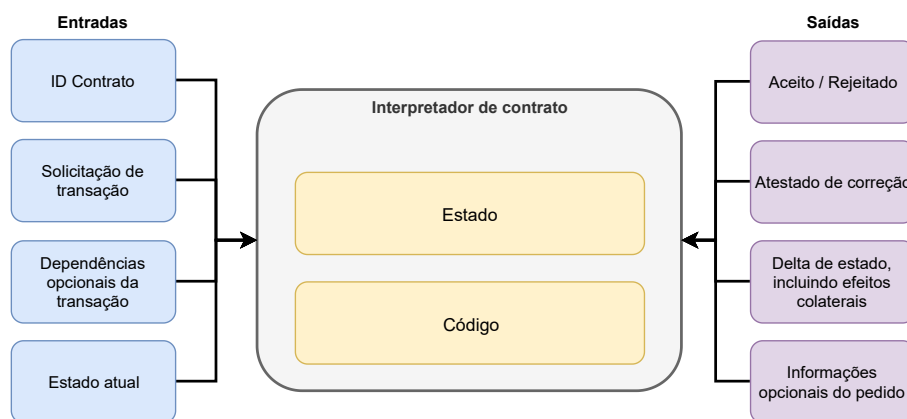 Entradas
ID Contrato
Solicitação de
transação
Dependências
opcionais da
transação
Estado atual
Interpretador de contrato
Estado
Código
Saídas
Aceito / Rejeitado
Atestado de correção
Delta de estado,
incluindo efeitos
colaterais
Informações
opcionais do pedido